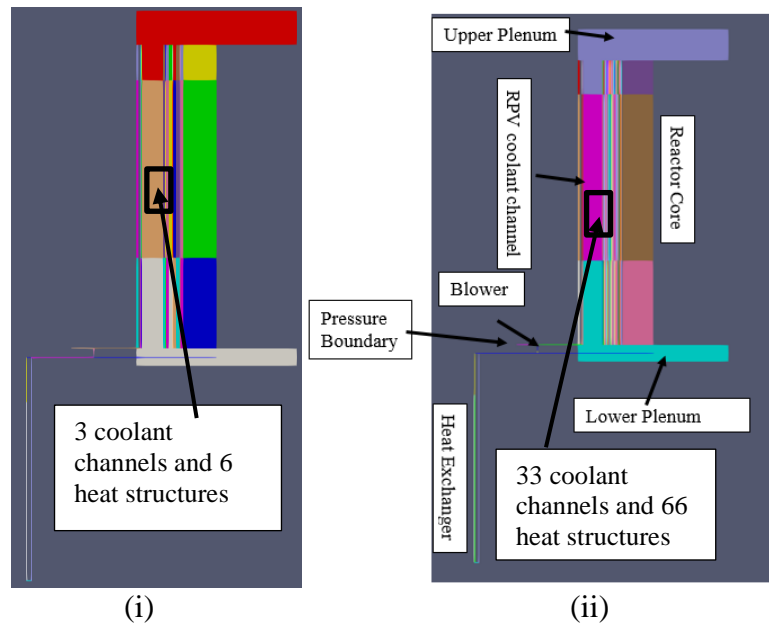 3 coolant
channels and 6
heat structures
(i)
Upper Plenum
RPV coolant channel
Reactor Core
Blower
Pressure
Boundary
Lower Plenum
Heat Exchanger
33 coolant
channels and 66
heat structures
(ii)